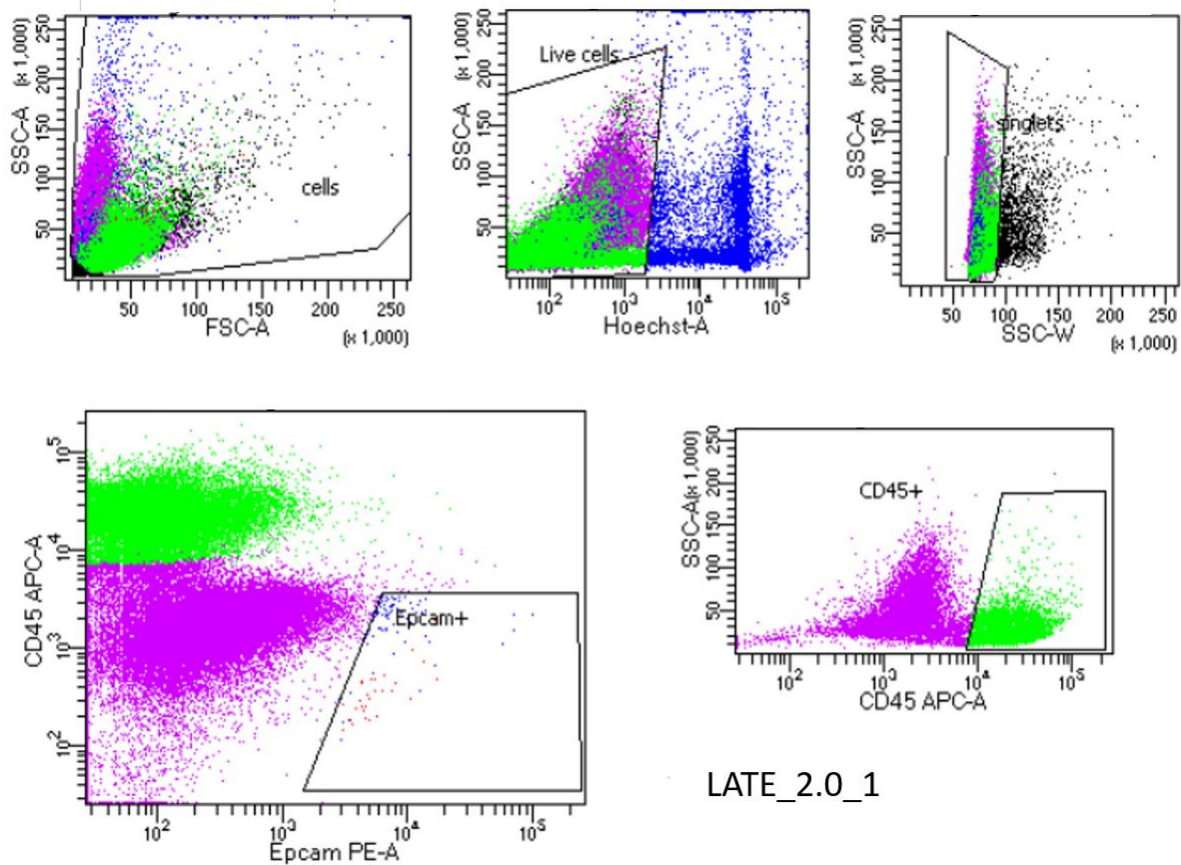 SSC-A (x 1,000)
50 100 150 200 250
cells
50 100 150 200 250
FSC-A
(x 1,000)
SSC-A (x 1,000)
50 100 150 200 250
Live cells
10² 10³ 10⁴ 10⁵
Hoechst-A
SSC-A (x 1,000)
50 100 150 200 250
singlets
50 100 150 200 250
SSC-W
(x 1,000)
CD45 APC-A
10² 10³ 10⁴ 10⁵
Epcam+
10² 10³ 10⁴ 10⁵
Epcam PE-A
SSC-A(x 1,000)
50 100 150 200 250
CD45+
10² 10³ 10⁴ 10⁵
CD45 APC-A
LATE_2.0_1